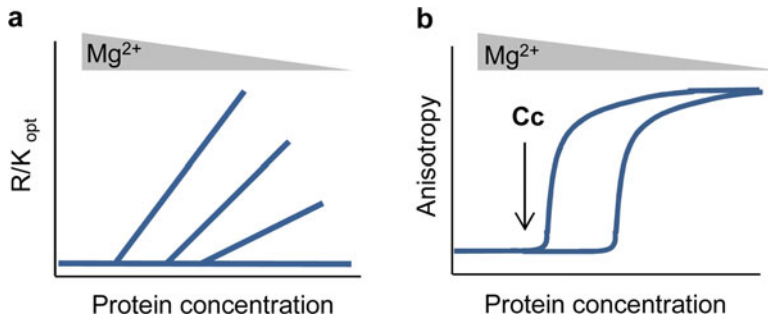 a
Mg²⁺
R/K opt
Protein concentration
b
Mg²⁺
Cc
Anisotropy
Protein concentration